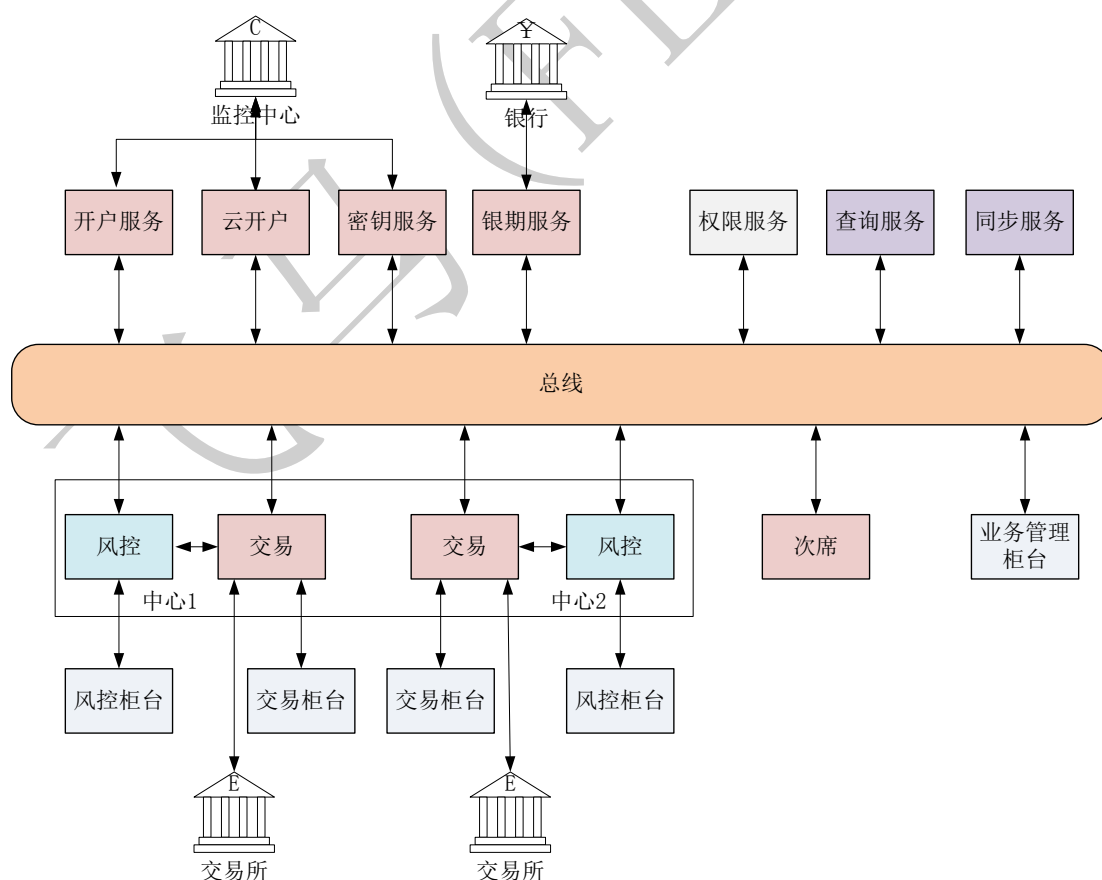 C
¥
监控中心
银行
开户服务
云开户
密钥服务
银期服务
权限服务
查询服务
同步服务
总线
风控
交易
交易
风控
次席
业务管理
柜台
中心1
中心2
风控柜台
交易柜台
交易柜台
风控柜台
E
E
交易所
交易所